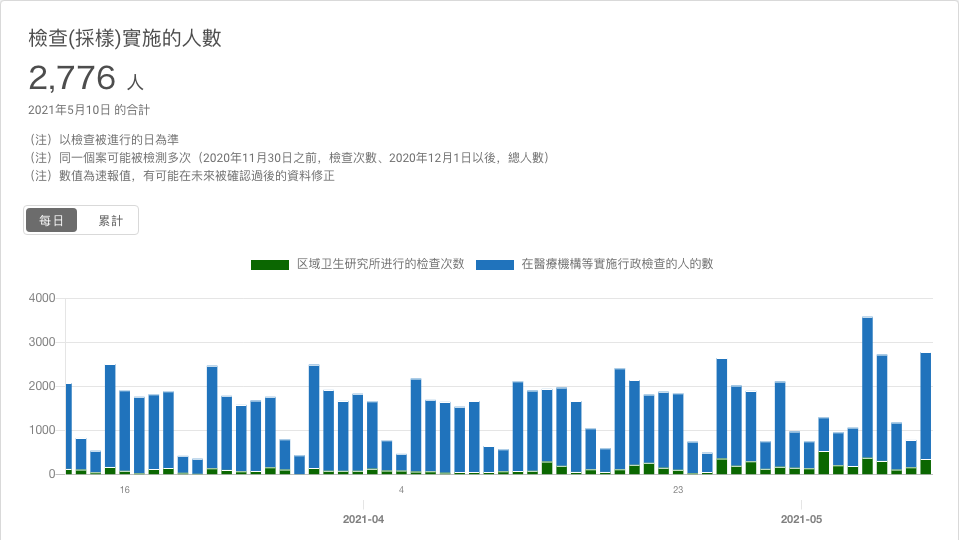 檢查(採樣)實施的人數
2,776 人
2021年5月10日 的合計
（注）以檢查被進行的日為準
（注）同一個案可能被檢測多次（2020年11月30日之前，檢查次數、2020年12月1日以後，總人數）
（注）數值為速報值，有可能在未來被確認過後的資料修正
每日 累計
区域卫生研究所进行的检查次数 在醫療機構等實施行政檢查的人的數
4000
3000
2000
1000
0
16 4 23
2021-04 2021-05